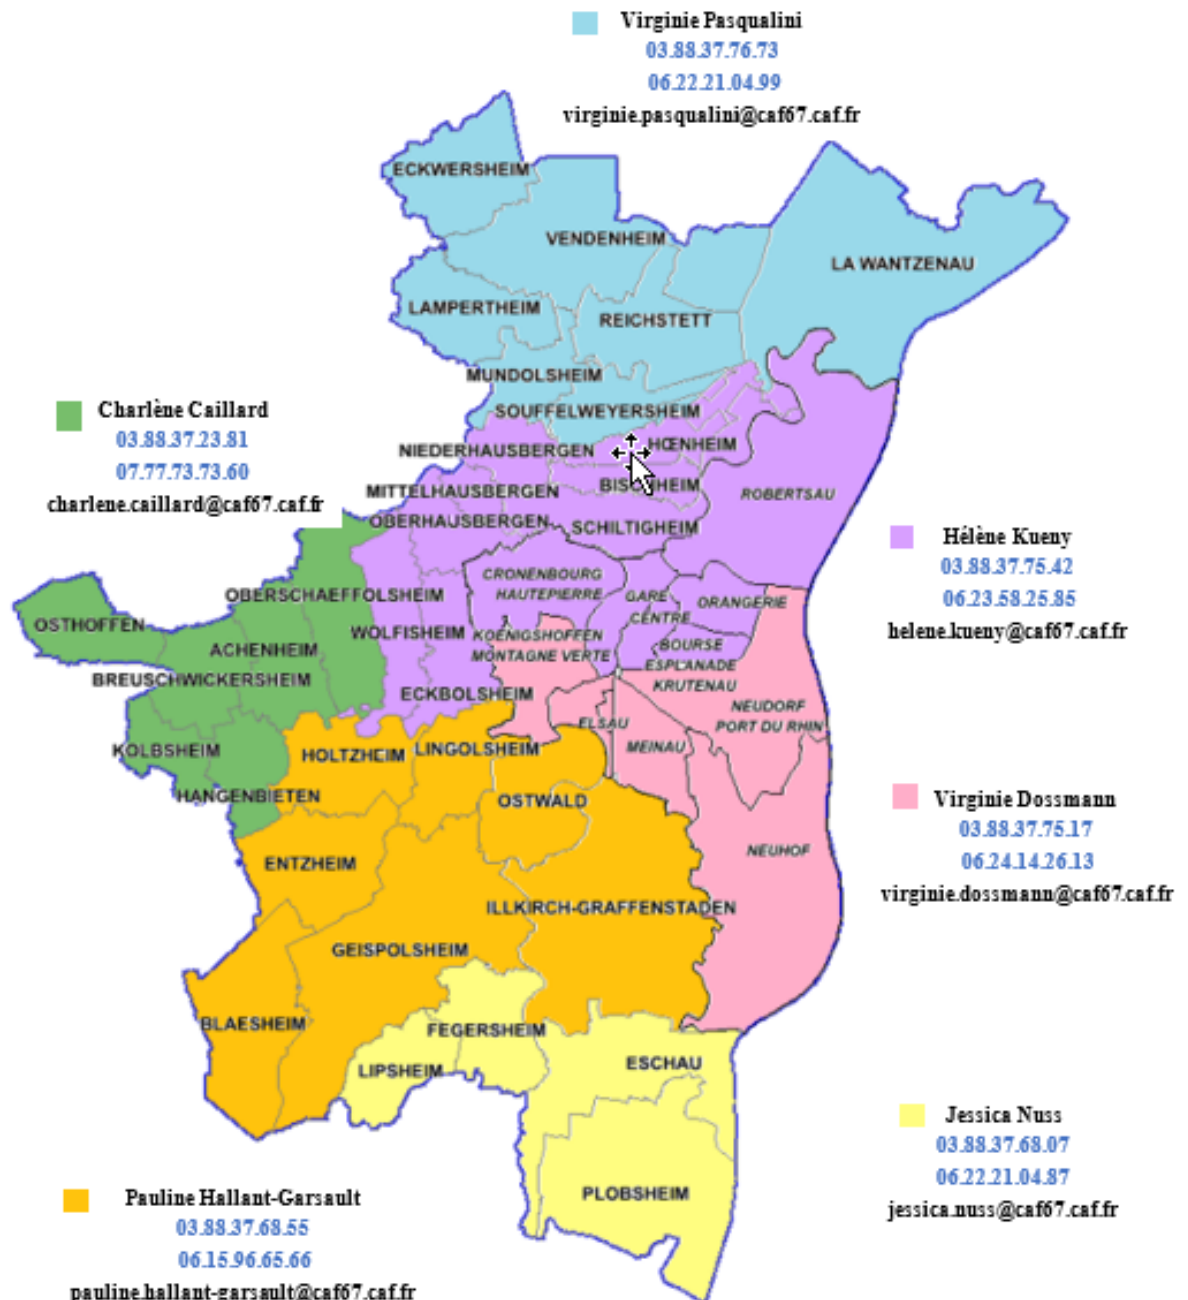 Virginie Pasqualini
03.88.37.76.73
06.22.21.04.99
virginie.pasqualini@caf67.caf.fr
ECKWERSHEIM
VENDENHEIM
LA WANTZENAU
LAMPERTHEIM
REICHSTETT
MUNDOLSHEIM
SOUFFELWEYERSHEIM
Charlène Caillard
03.88.37.23.81
07.77.73.73.60
charlene.caillard@caf67.caf.fr
NIEDERHAUSBERGEN
HŒNHEIM
MITTELHAUSBERGEN
BISCHHEIM
ROBERTSAU
OBERHAUSBERGEN
SCHILTIGHEIM
Hélène Kueny
03.88.37.75.42
06.23.58.25.85
helene.kueny@caf67.caf.fr
CRONENBOURG
HAUTEPIERRE
OBERSCHAEFFOLSHEIM
GARE
CENTRE
ORANGERIE
OSTHOFFEN
WOLFISHEIM
KOENIGSHOFFEN
MONTAGNE VERTE
BOURSE
ESPLANADE
KRUTENAU
ACHENHEIM
BREUSCHWICKERSHEIM
ECKBOLSHEIM
NEUDORF
PORT DU RHIN
ELSAU
MEINAU
KOLBSHEIM
HOLTZHEIM
LINGOLSHEIM
HANGENBIETEN
OSTWALD
Virginie Dossmann
03.88.37.75.17
06.24.14.26.13
virginie.dossmann@caf67.caf.fr
NEUHOF
ENTZHEIM
ILLKIRCH-GRAFFENSTADEN
GEISPOLSHEIM
BLAESHEIM
FEGERSHEIM
LIPSHEIM
ESCHAU
PLOBSHEIM
Jessica Nuss
03.88.37.68.07
06.22.21.04.87
jessica.nuss@caf67.caf.fr
Pauline Hallant-Garsault
03.88.37.68.55
06.15.96.65.66
pauline.hallant-garsault@caf67.caf.fr